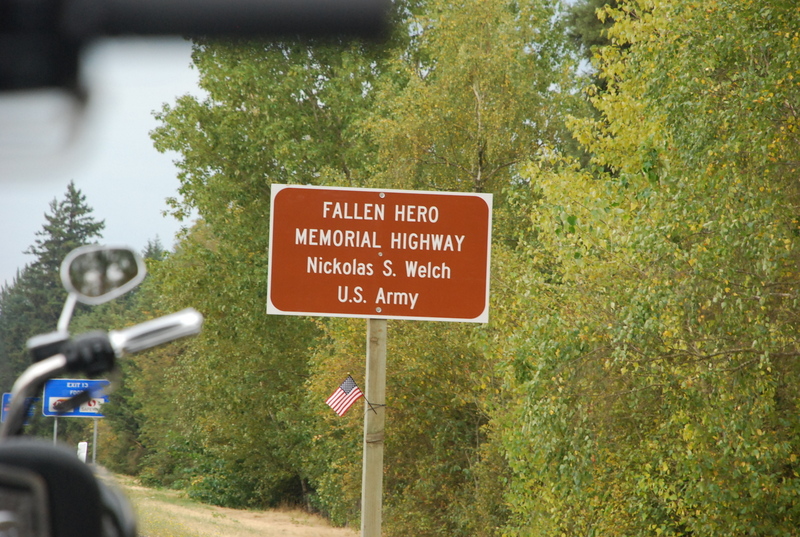 FALLEN HERO
MEMORIAL HIGHWAY
Nickolas S. Welch
U.S. Army
EXIT 13